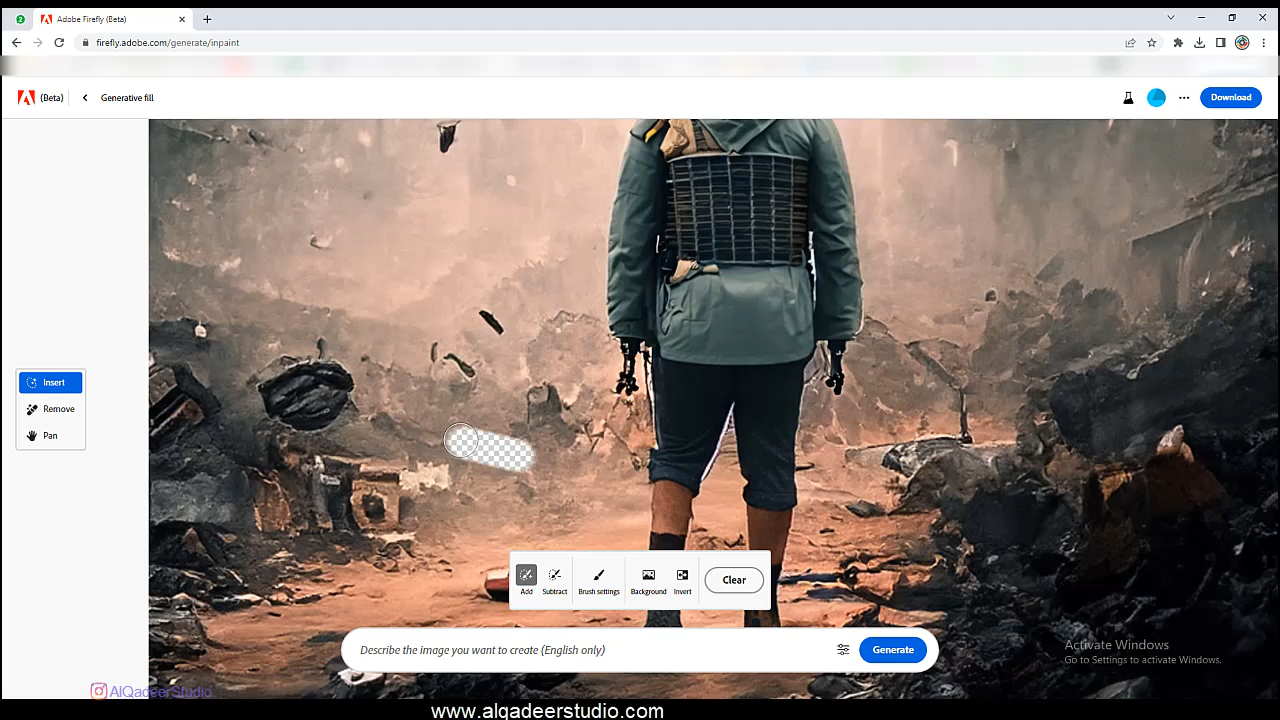 2
Adobe Firefly (Beta)
firefly.adobe.com/generate/inpaint
(Beta)
Generative fill
Download
Insert
Remove
Pan
Add
Subtract
Brush settings
Background
Invert
Clear
Describe the image you want to create (English only)
Generate
Activate Windows
Go to Settings to activate Windows.
AlQadeerStudio
www.alqadeerstudio.com